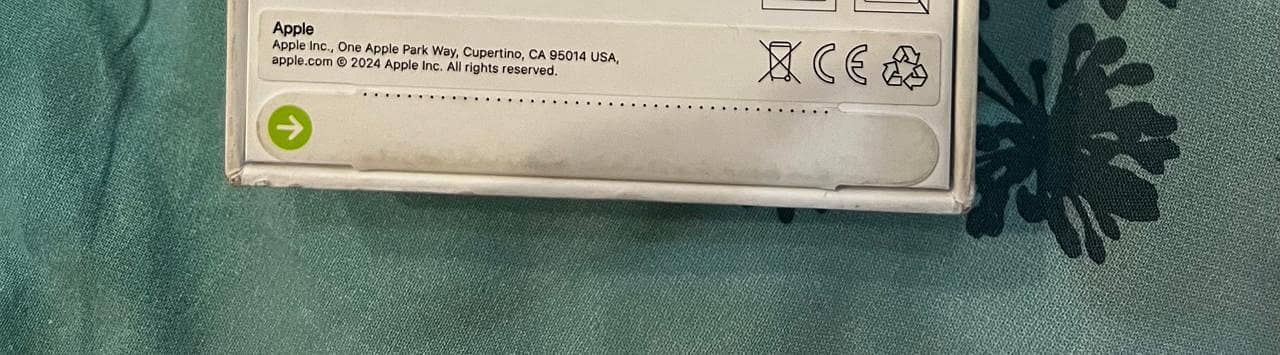 Apple
Apple Inc., One Apple Park Way, Cupertino, CA 95014 USA,
apple.com © 2024 Apple Inc. All rights reserved.